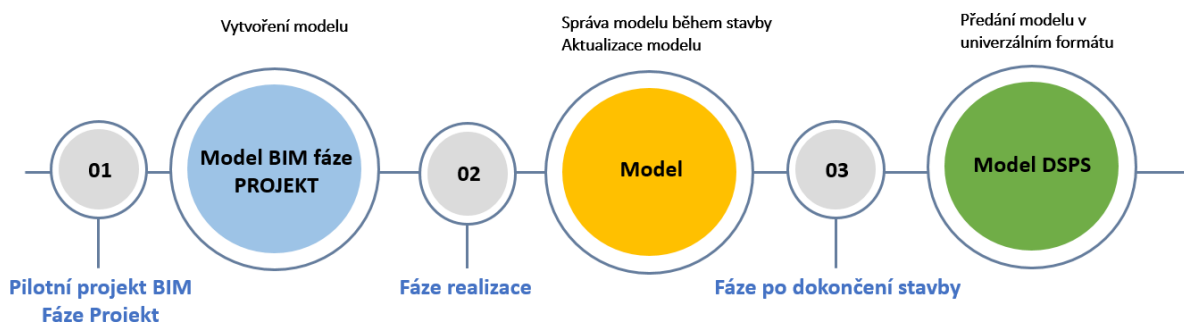 Vytvoření modelu
Správa modelu během stavby
Aktualizace modelu
Předání modelu v
univerzálním formátu
01
Model BIM fáze
PROJEKT
02
Model
03
Model DSPS
Pilotní projekt BIM
Fáze Projekt
Fáze realizace
Fáze po dokončení stavby